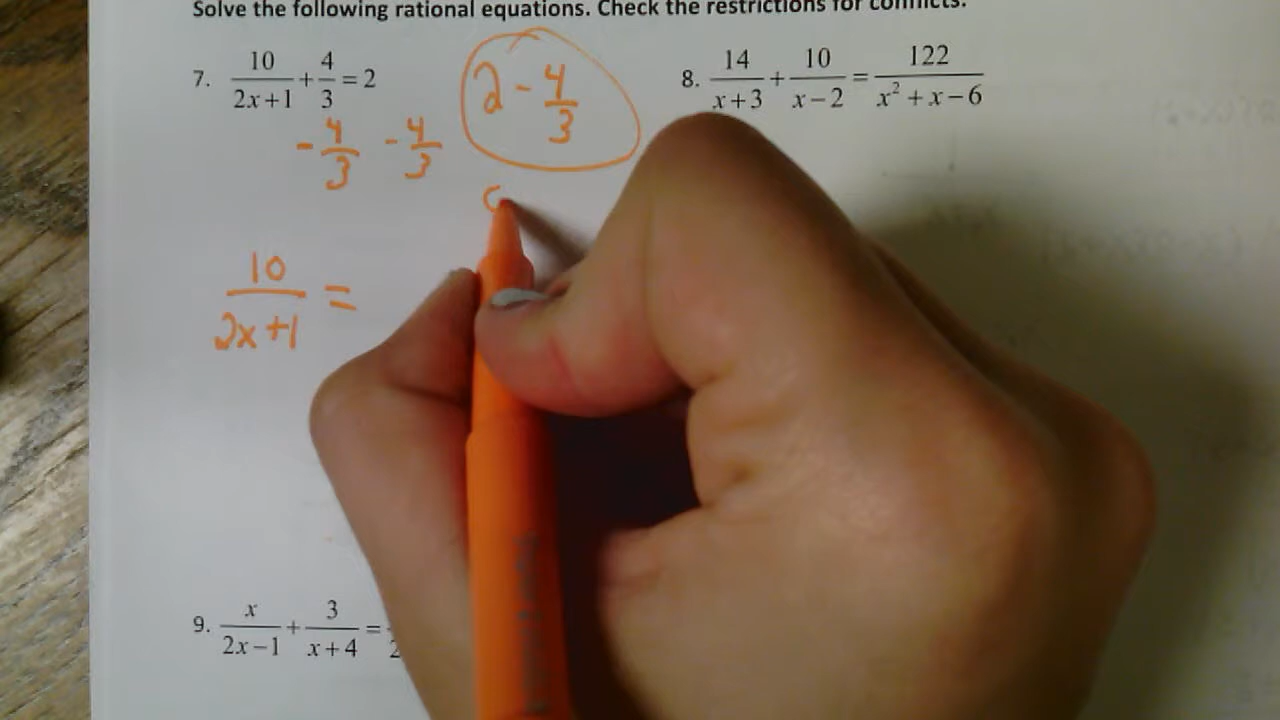 Solve the following rational equations. Check the restrictions for conflicts.
7. 10/(2x+1) + 4/3 = 2
2 - 4/3
8. 14/(x+3) + 10/(x-2) = 122/(x²+x-6)
- 4/3 - 4/3
10/(2x+1) =
9. x/(2x-1) + 3/(x+4) =